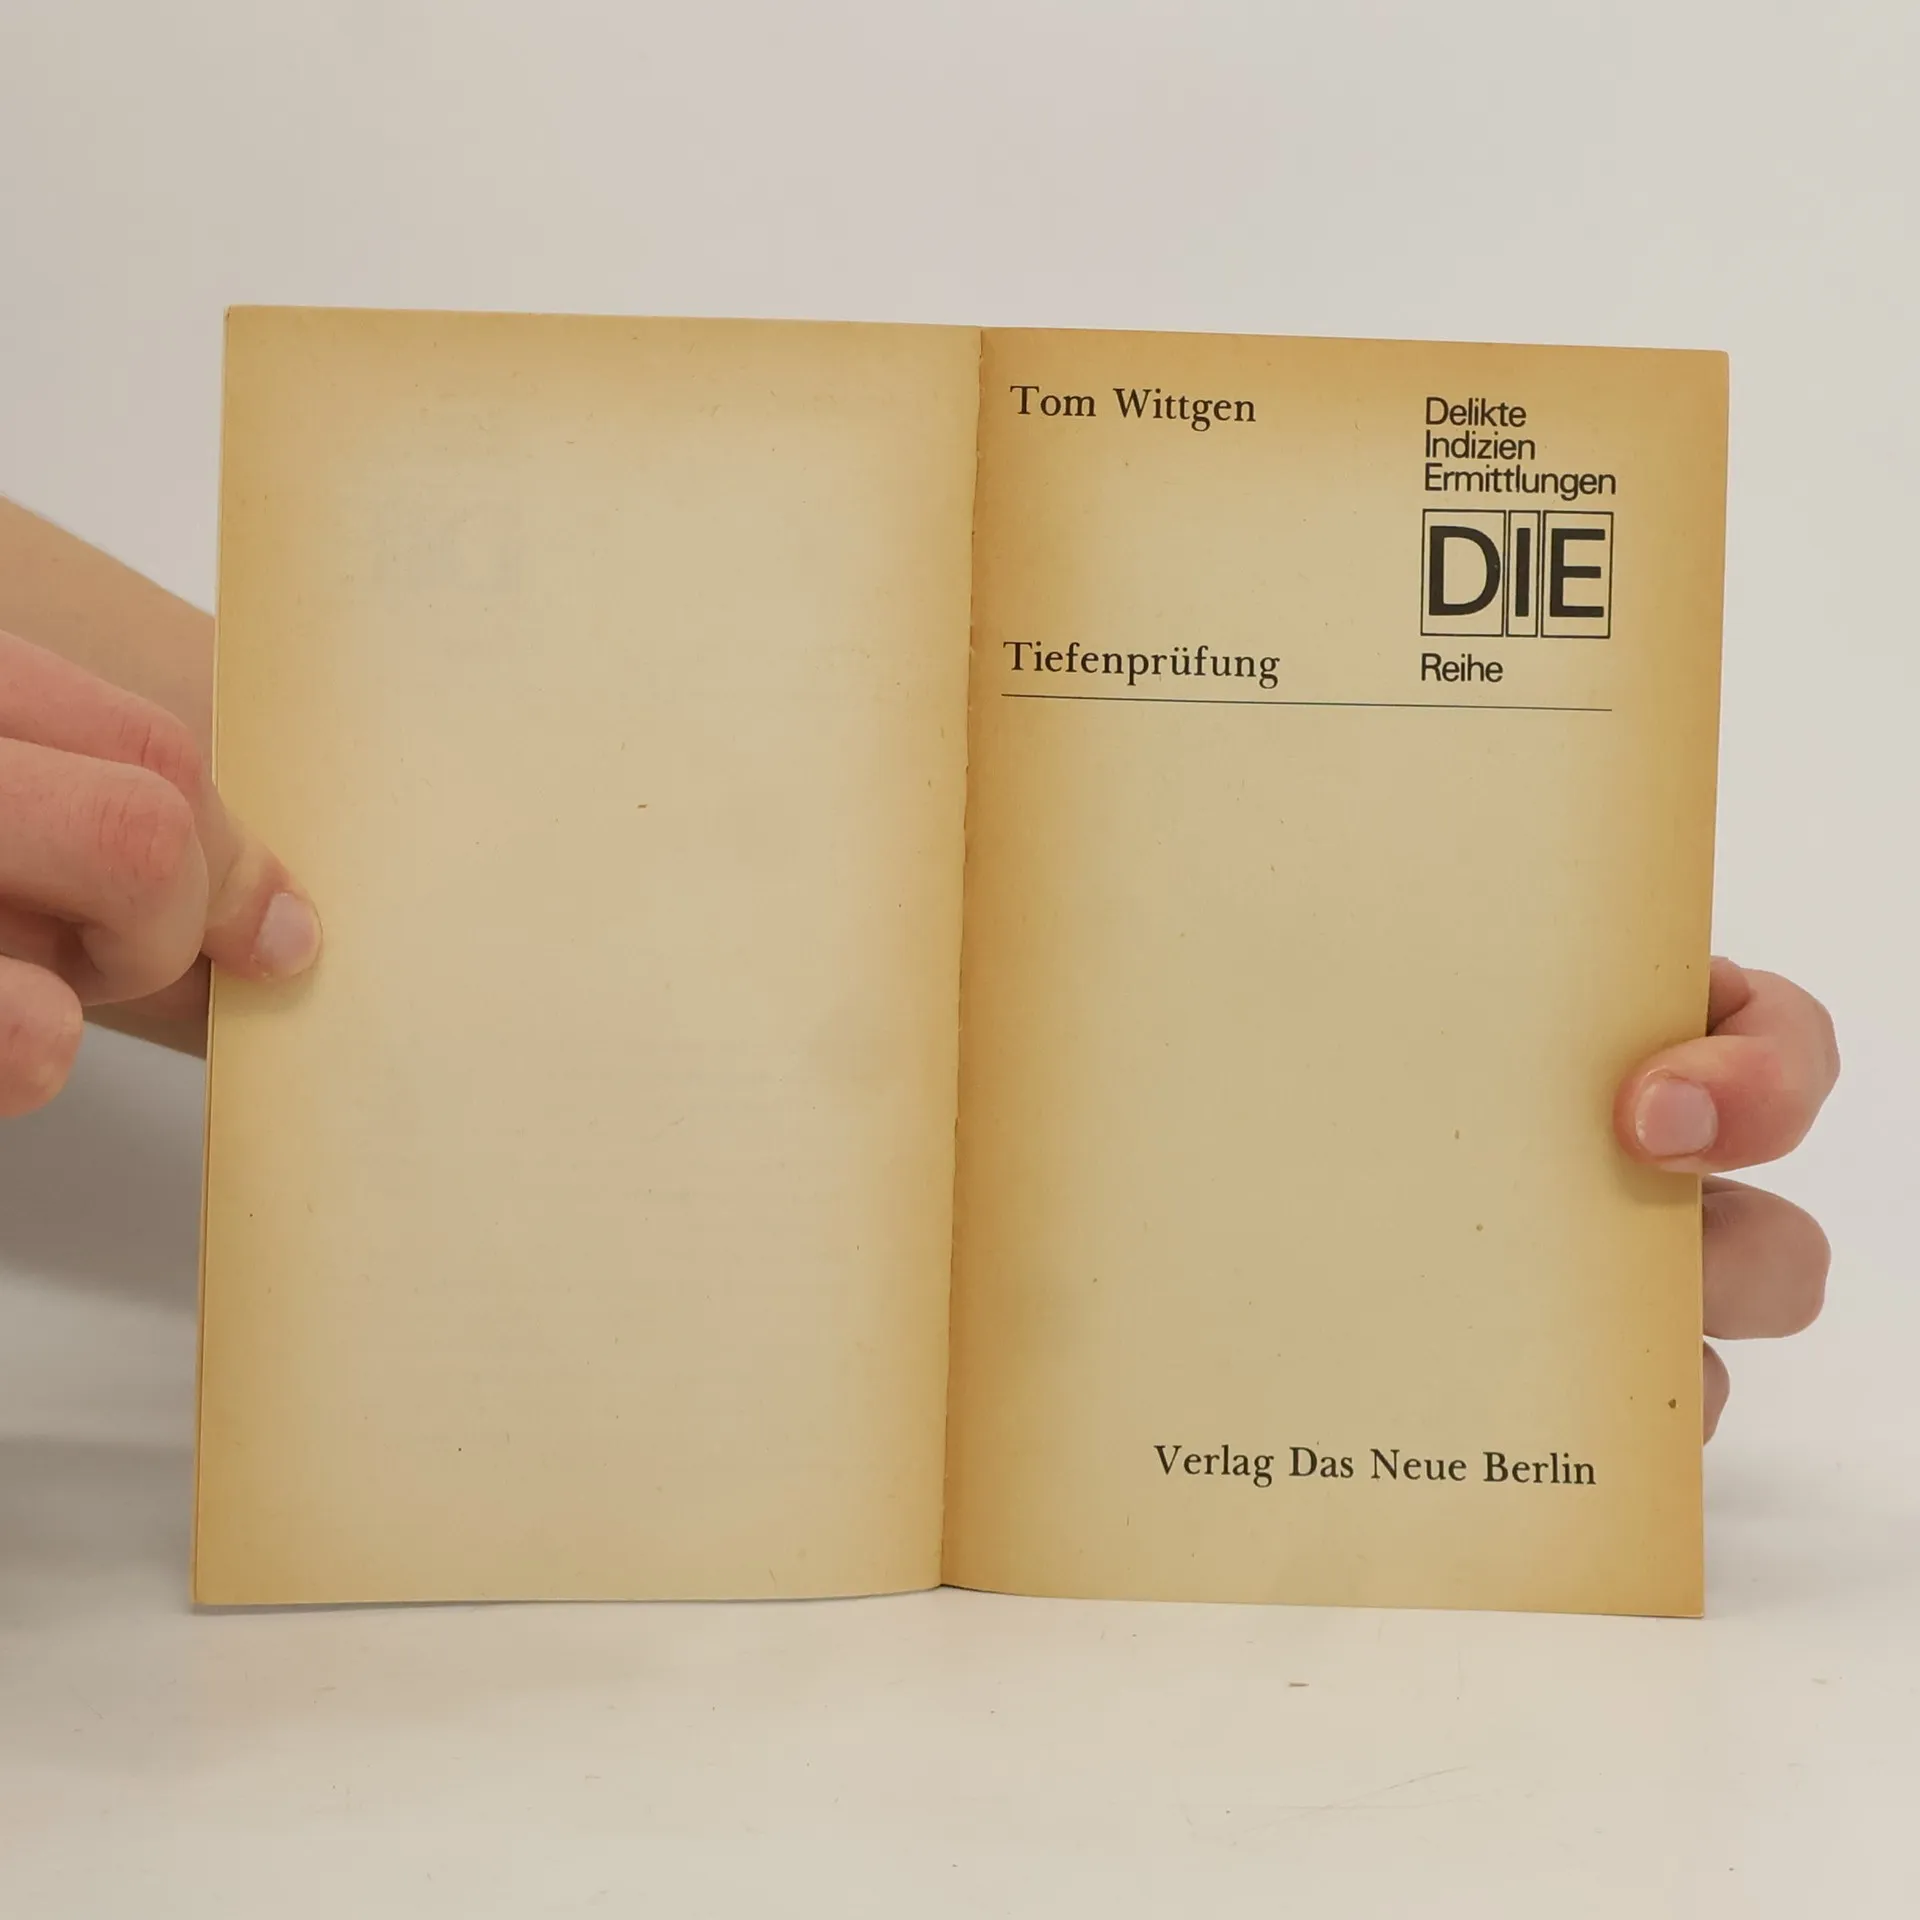 Tom Wittgen
Delikte
Indizien
Ermittlungen
DIE
Reihe
Tiefenprüfung
Verlag Das Neue Berlin